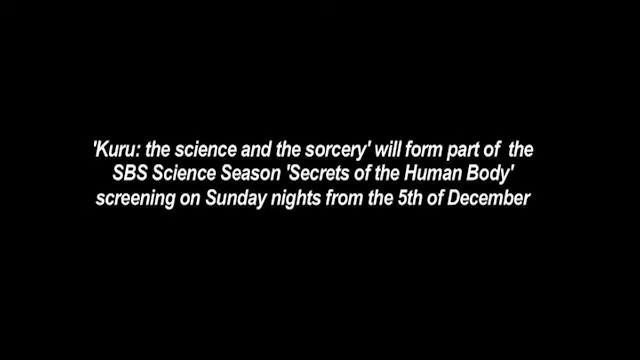 'Kuru: the science and the sorcery' will form part of the
SBS Science Season 'Secrets of the Human Body'
screening on Sunday nights from the 5th of December